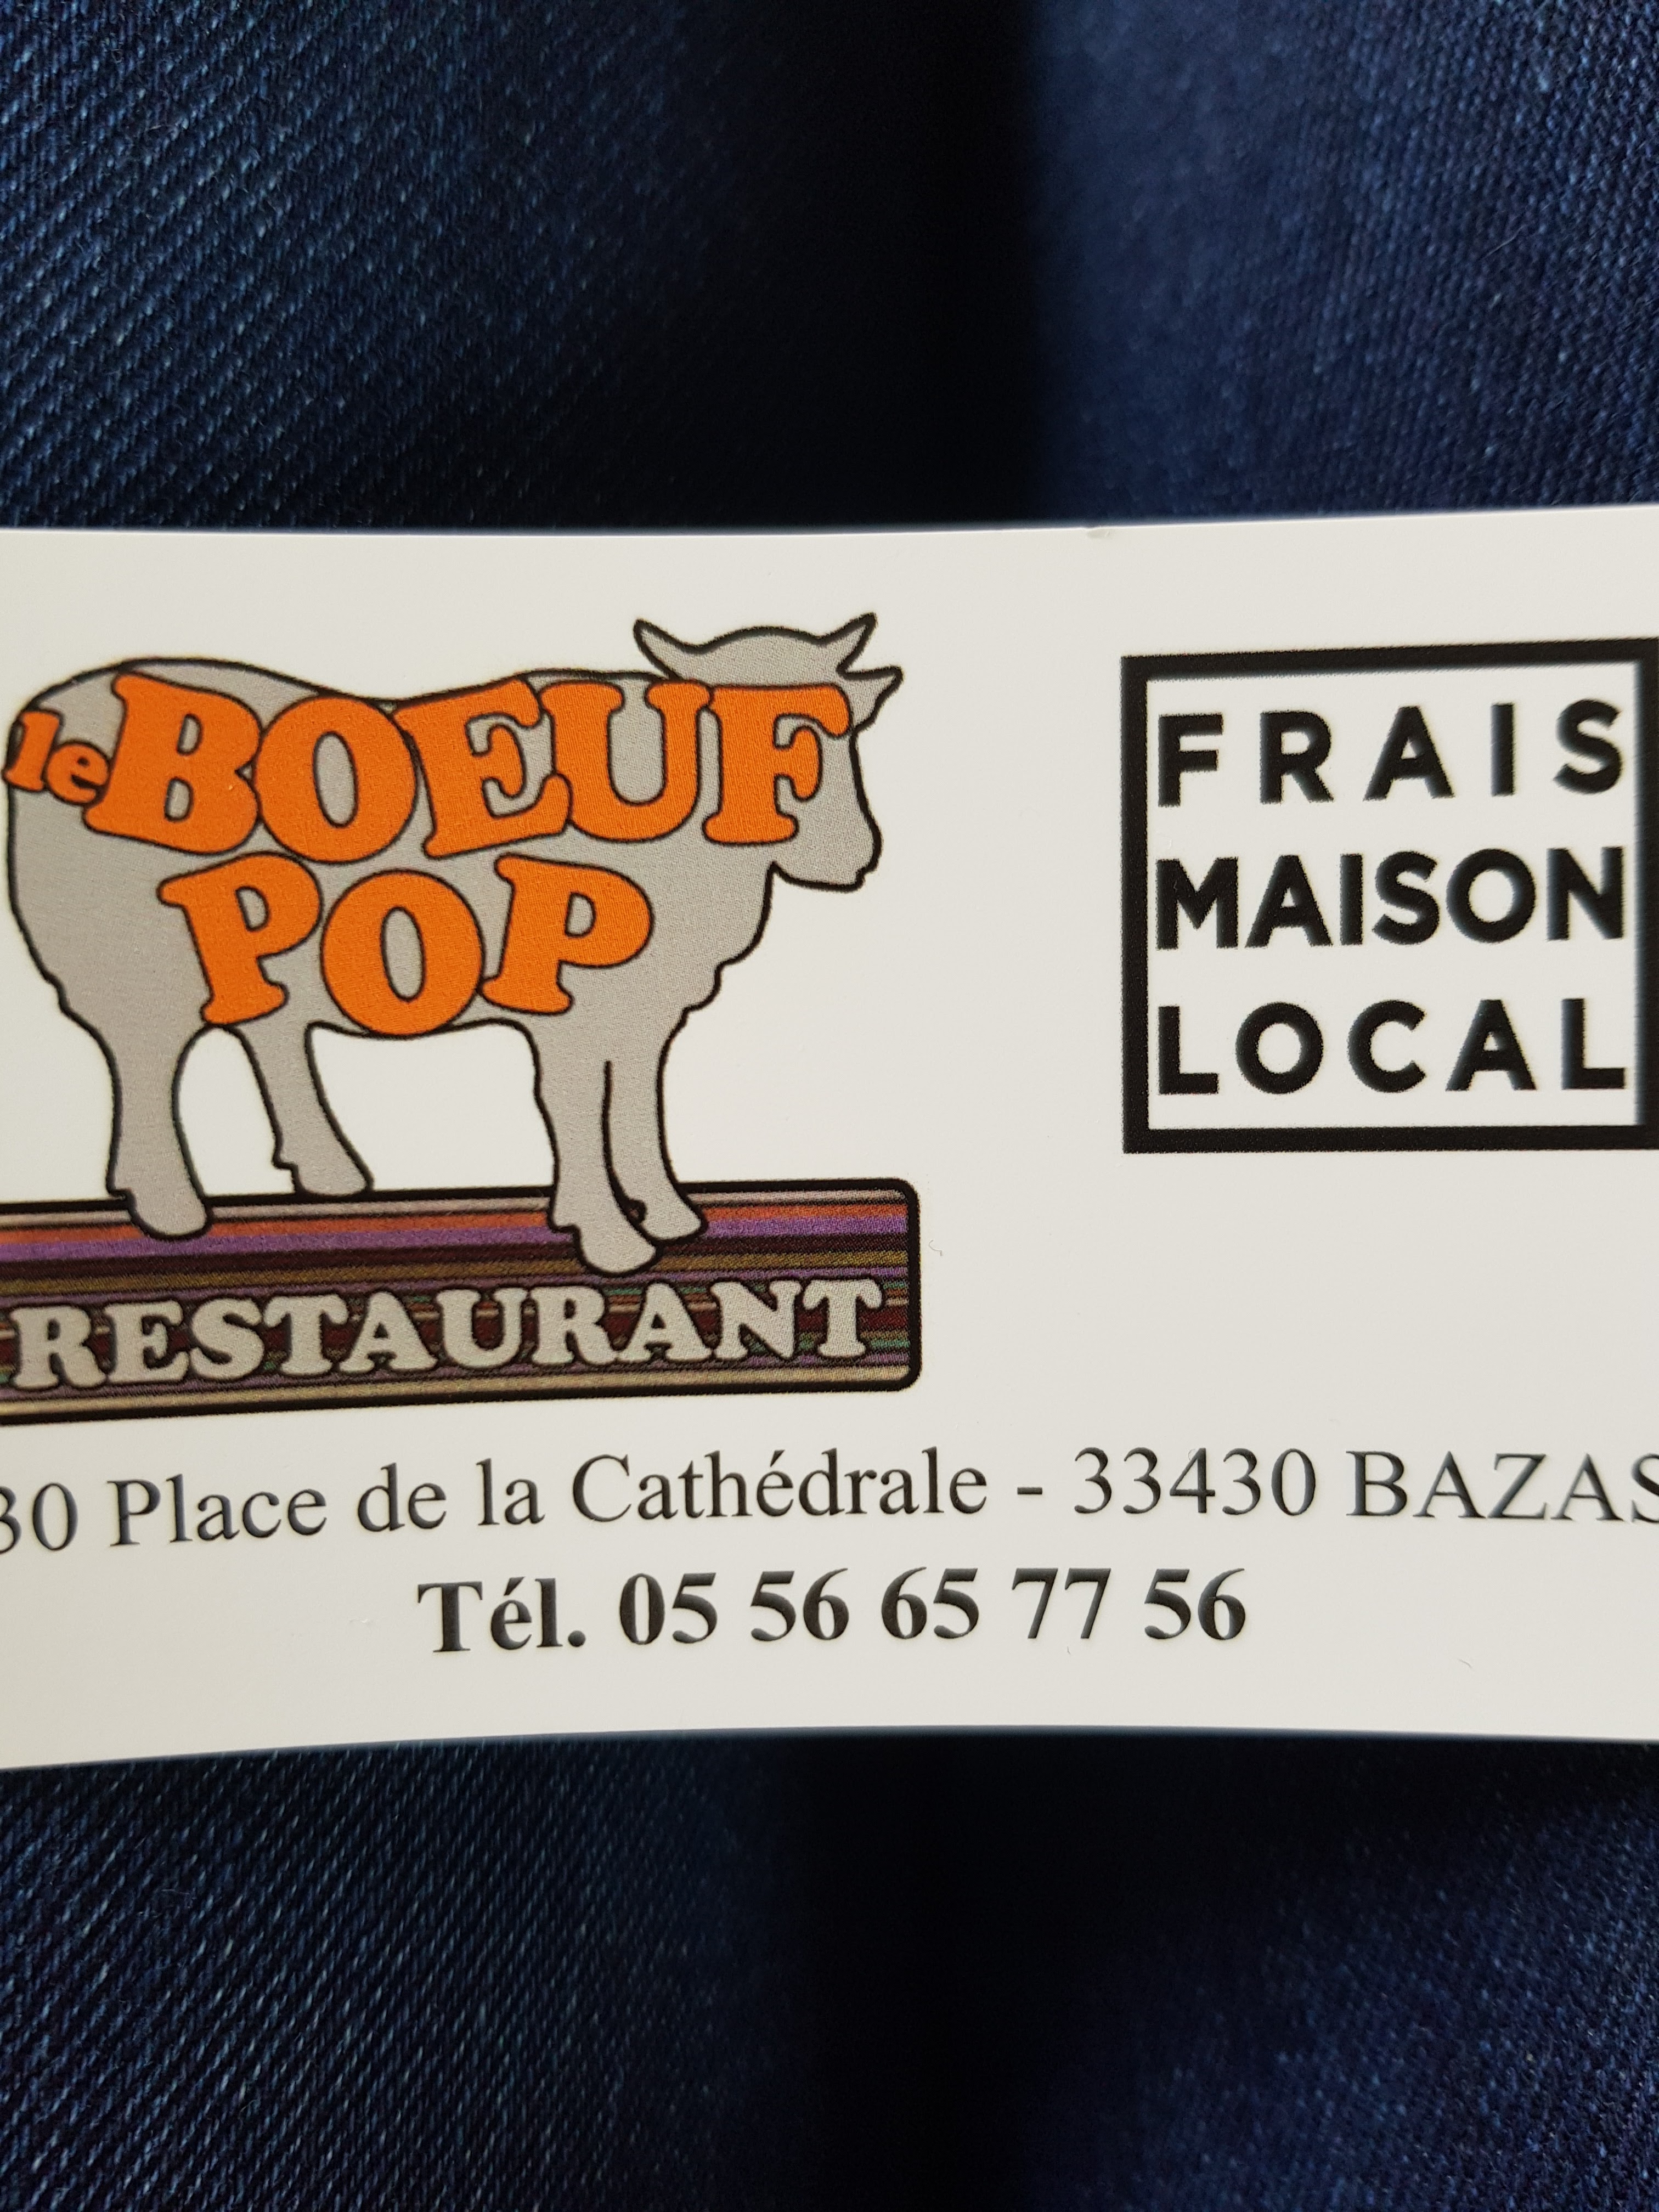 le BOEUF
POP
RESTAURANT
FRAIS
MAISON
LOCAL
30 Place de la Cathédrale - 33430 BAZAS
Tél. 05 56 65 77 56